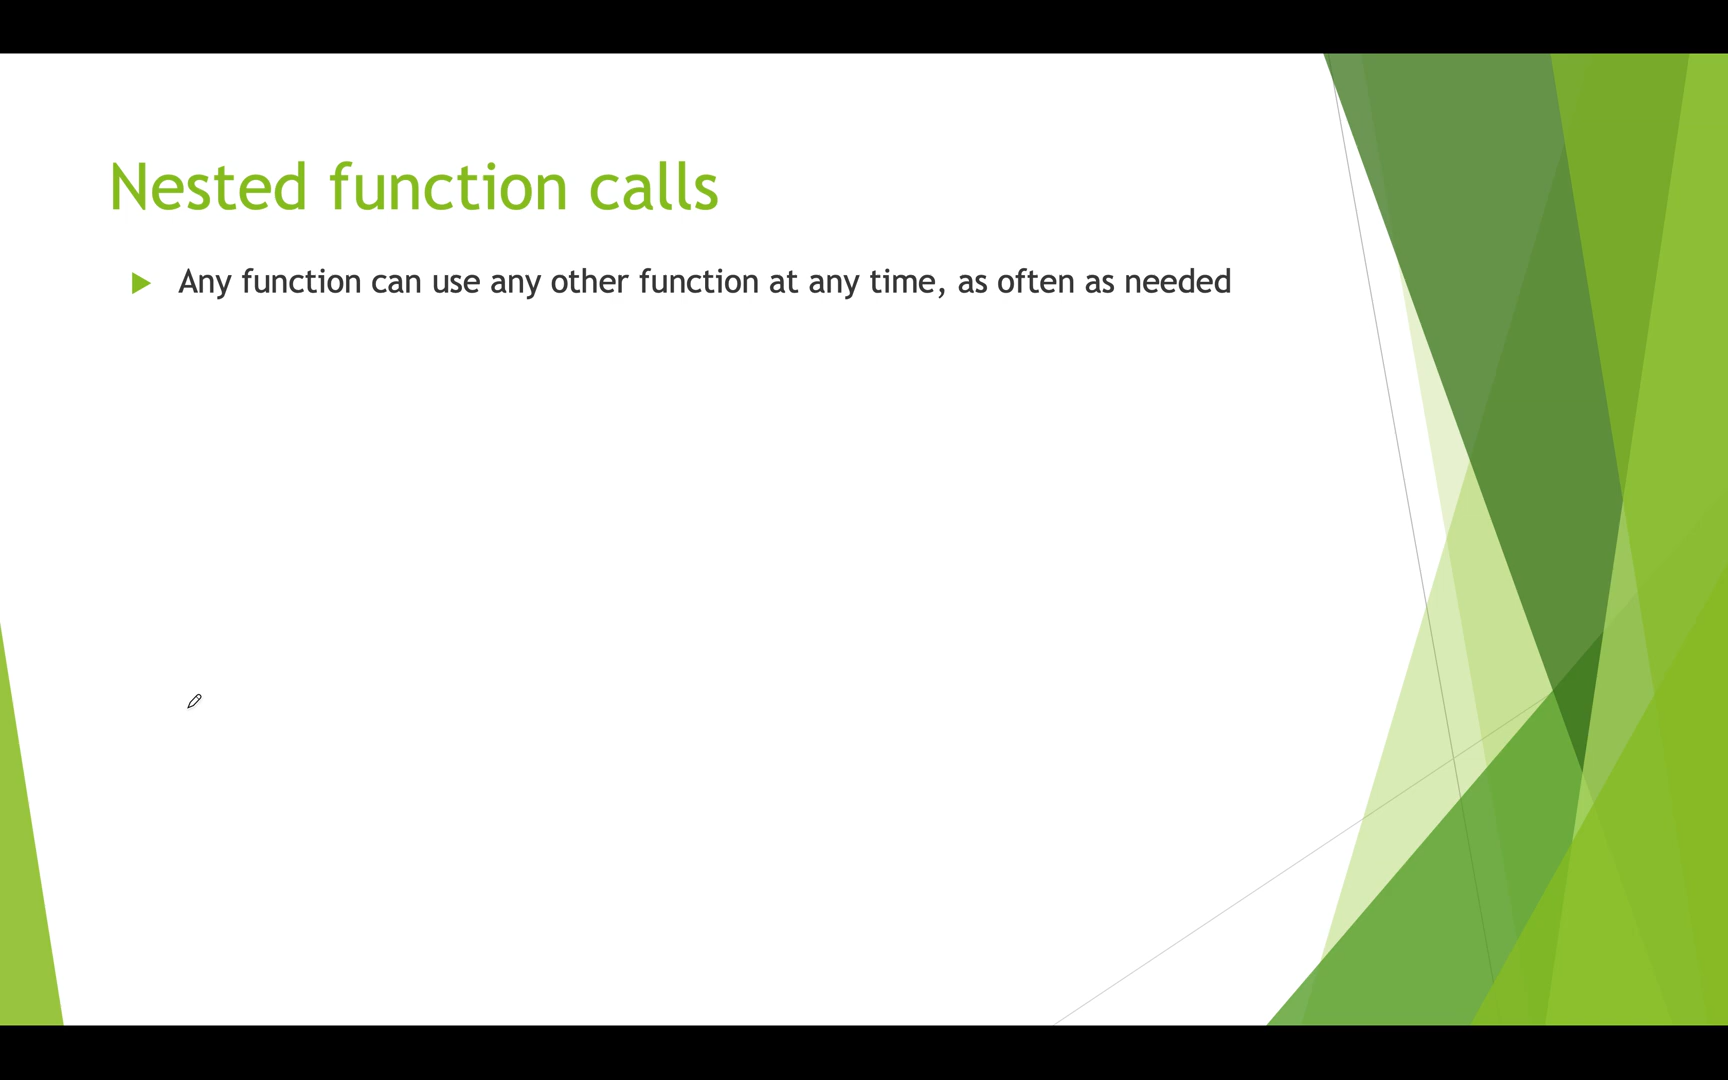 Nested function calls
Any function can use any other function at any time, as often as needed